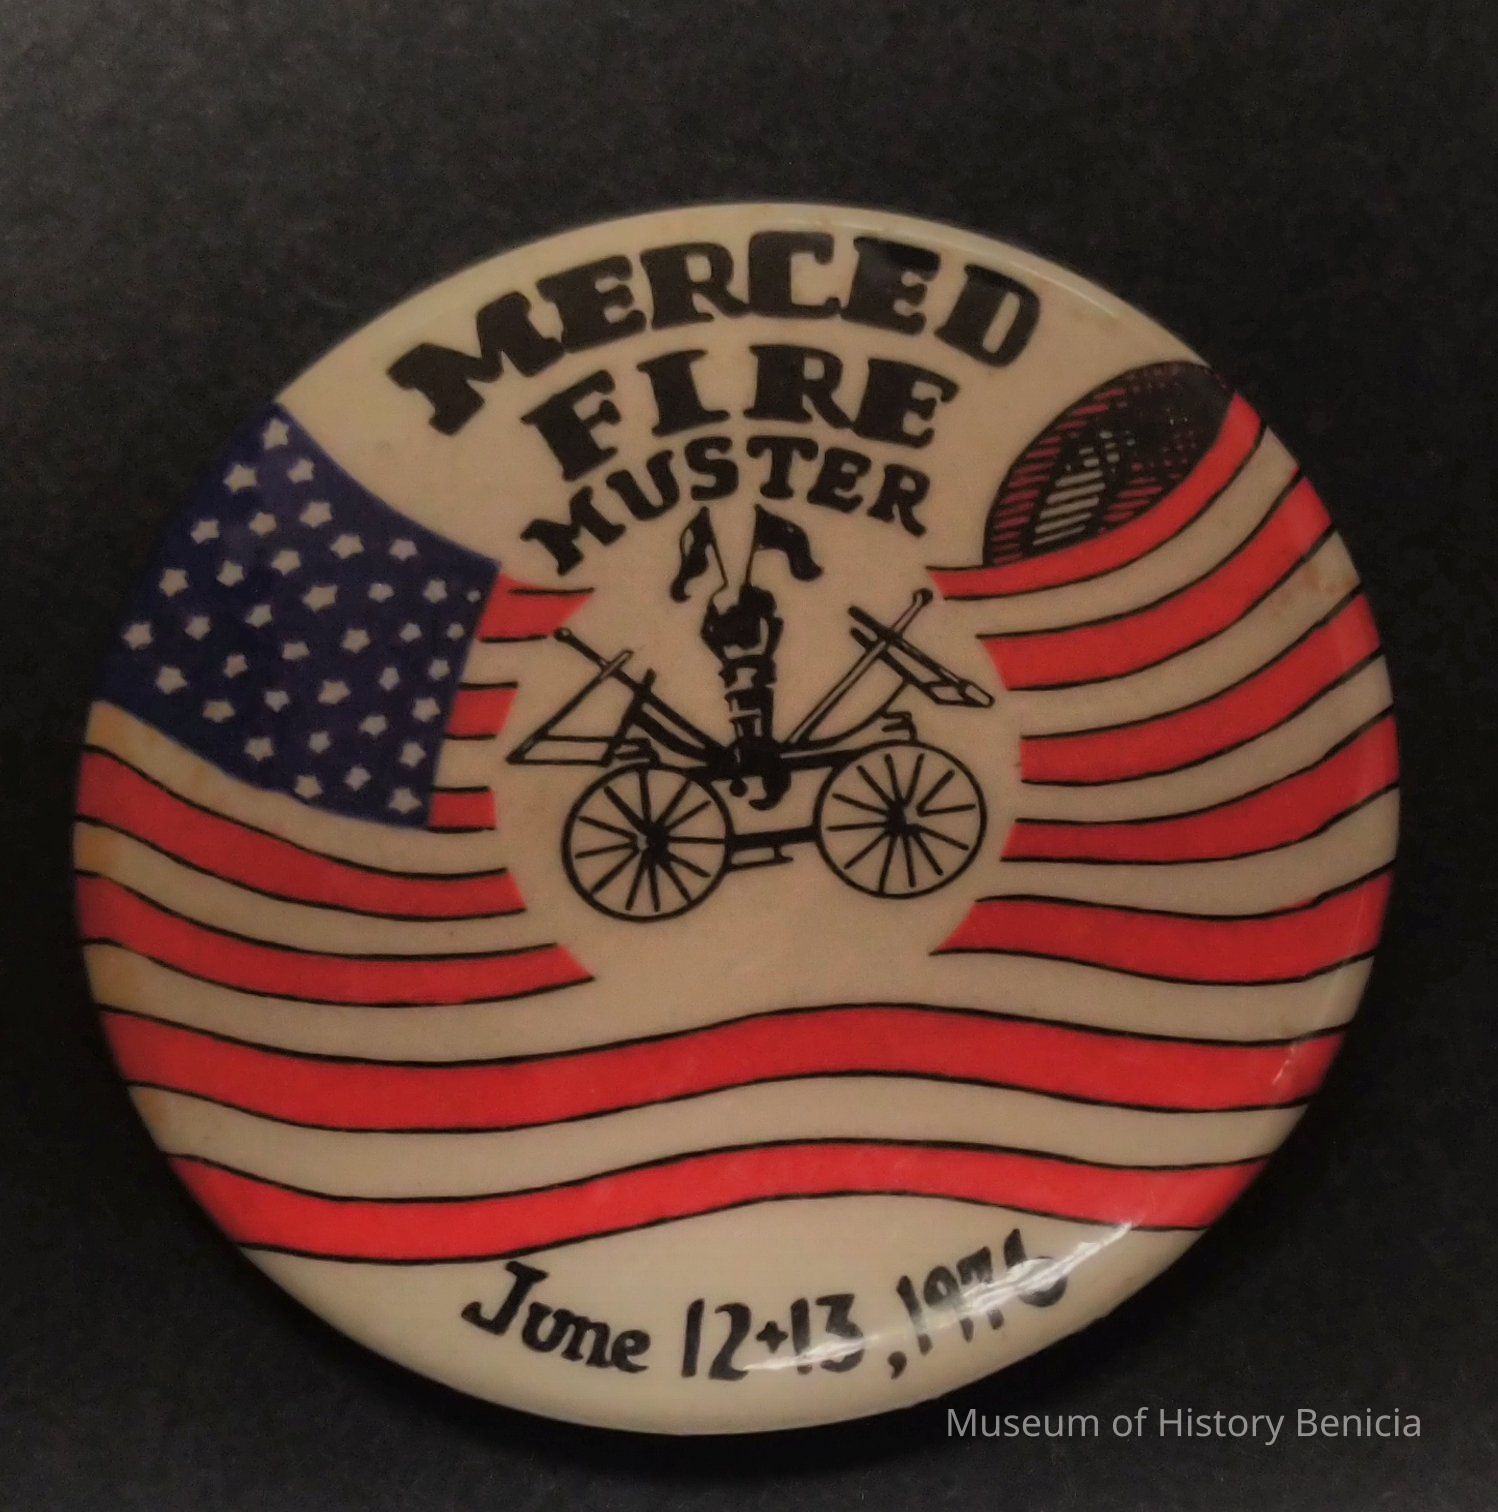 MERCED
FIRE
MUSTER
June 12+13, 1976
Museum of History Benicia